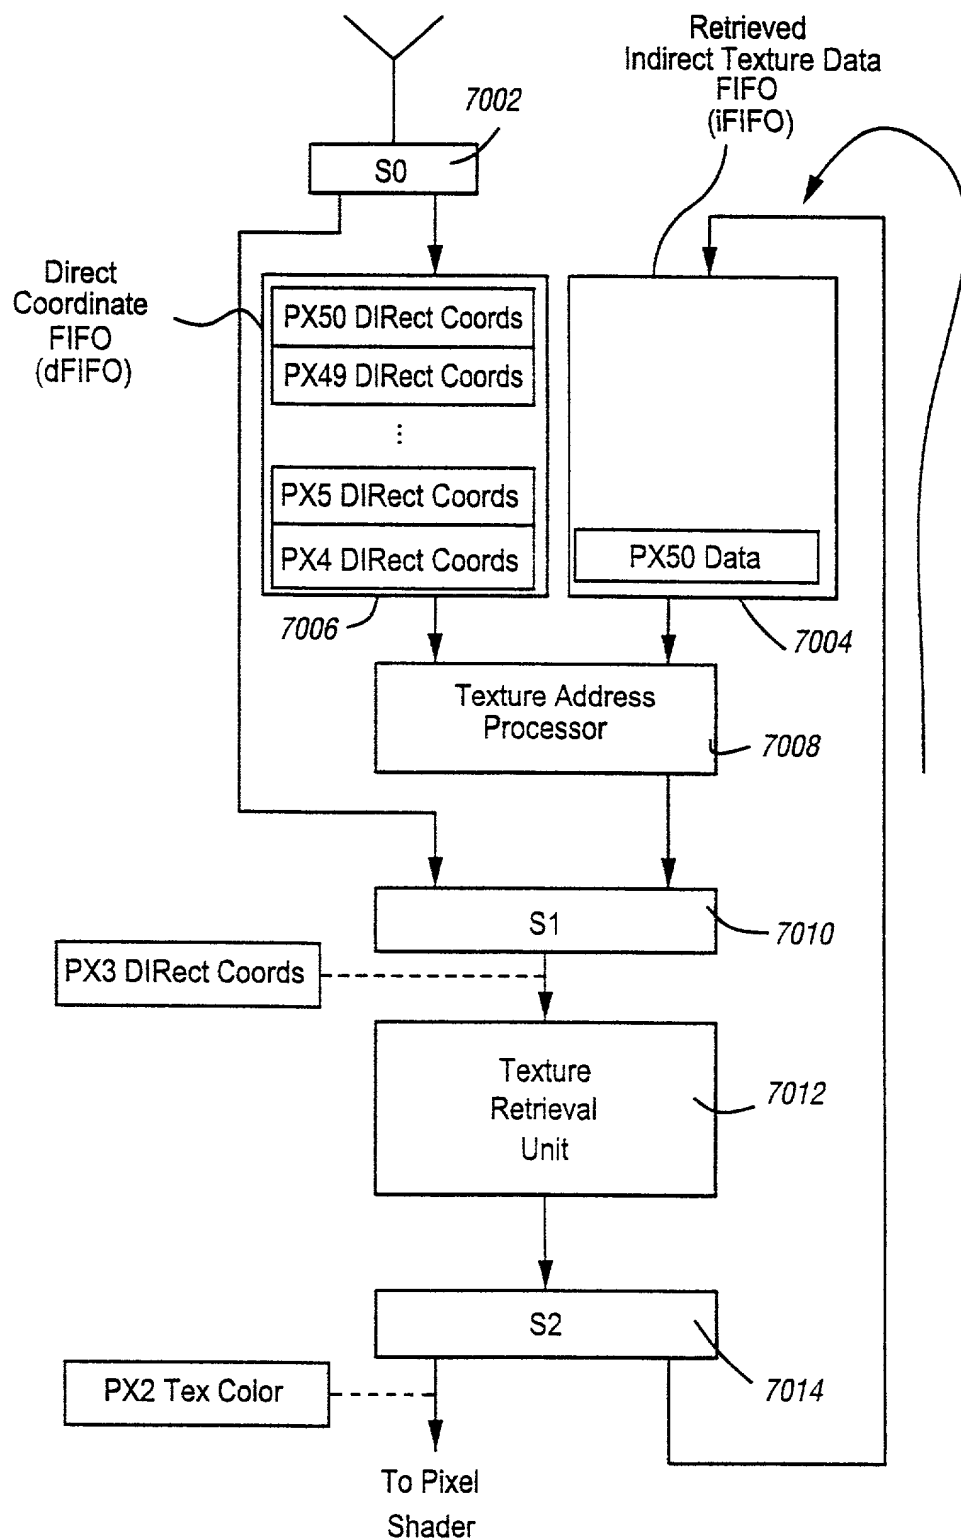 Retrieved
Indirect Texture Data
FIFO
(iFIFO)
7002
S0
Direct
Coordinate
FIFO
(dFIFO)
PX50 DIRect Coords
PX49 DIRect Coords
⋮
PX5 DIRect Coords
PX4 DIRect Coords
PX50 Data
7006
7004
Texture Address
Processor
7008
S1
7010
PX3 DIRect Coords
Texture
Retrieval
Unit
7012
S2
7014
PX2 Tex Color
To Pixel
Shader